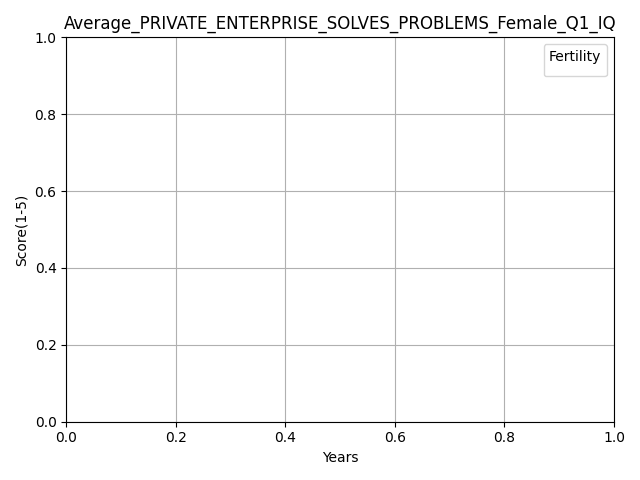 Average_PRIVATE_ENTERPRISE_SOLVES_PROBLEMS_Female_Q1_IQ
Fertility
1.0
0.8
0.6
0.4
0.2
0.0
Score(1-5)
0.0 0.2 0.4 0.6 0.8 1.0
Years